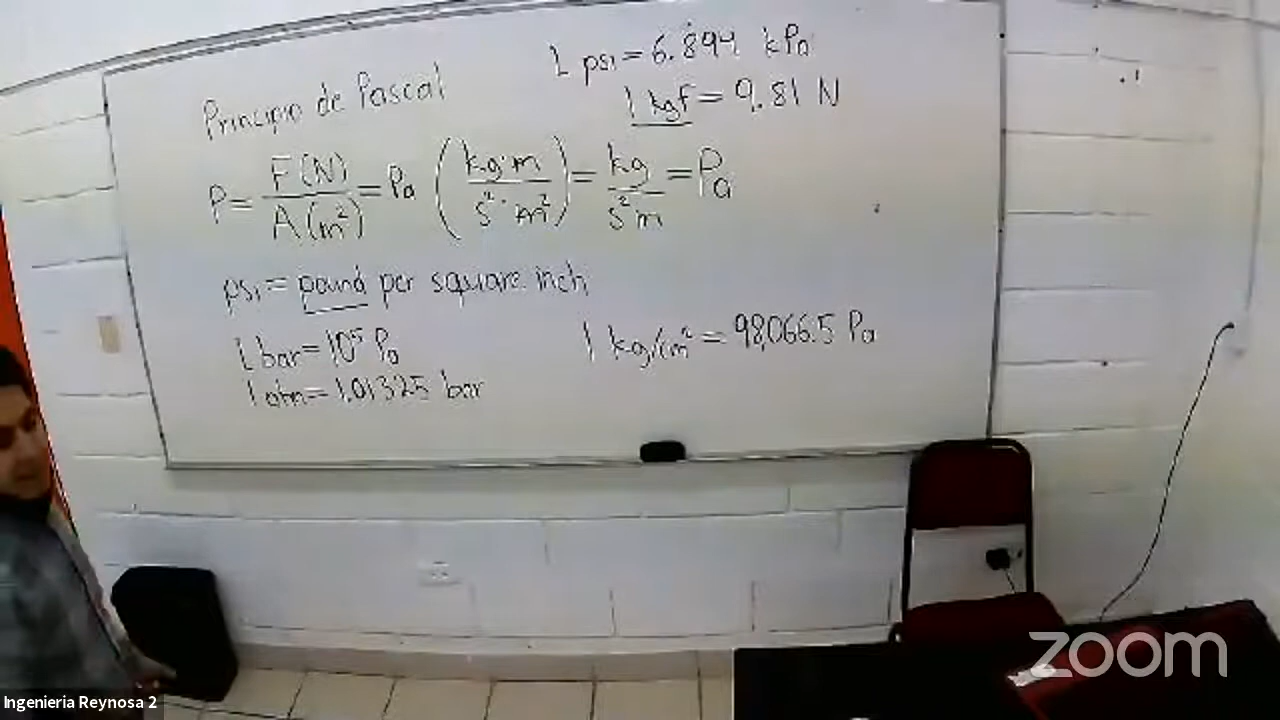 1 psi = 6.894 kPa
1 kgf = 9.81 N
Principio de Pascal
P = F(N) / A(m²) = Pa (kg·m / s²·m²) = kg / s²m = Pa
psi = pound per square inch
1 bar = 10⁵ Pa
1 kg/cm² = 98,066.5 Pa
1 atm = 1.01325 bar
zoom
Ingenieria Reynosa 2